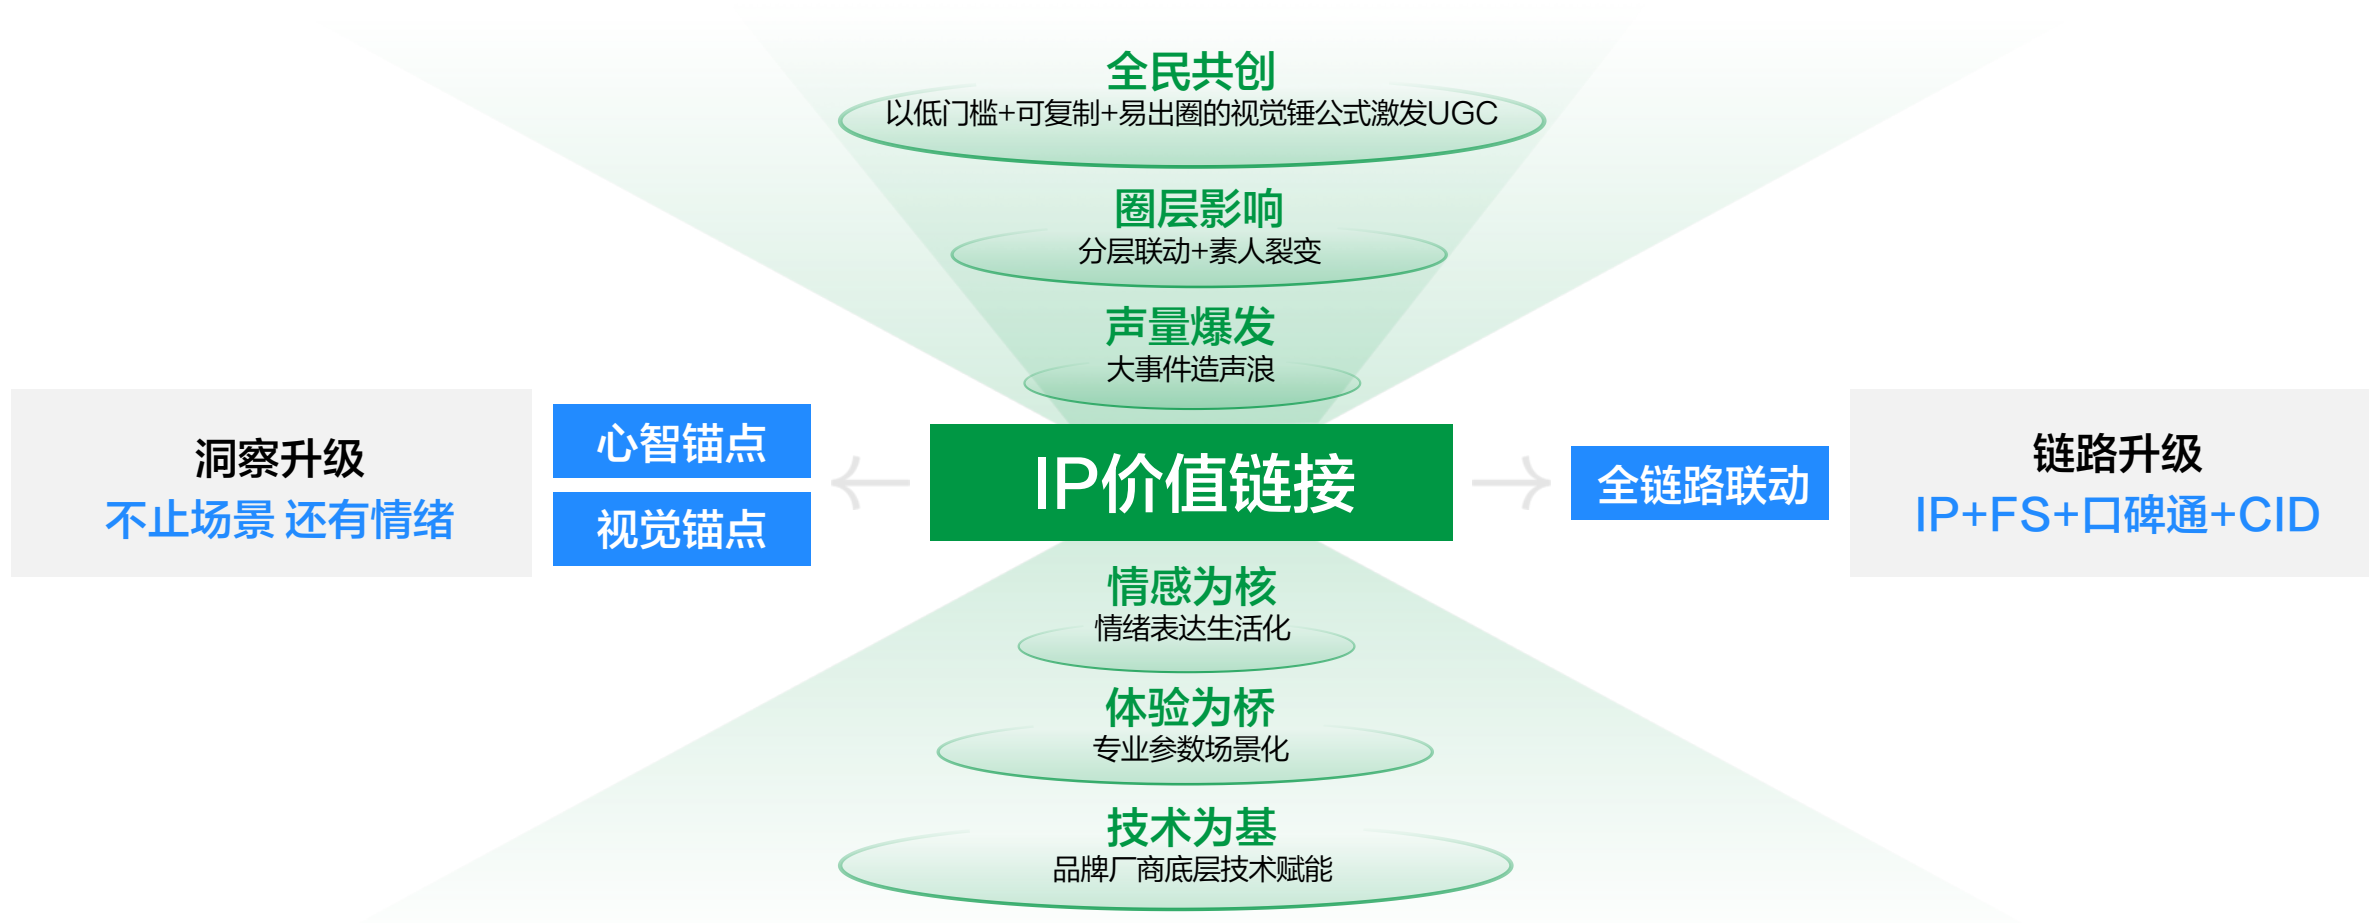 全民共创
以低门槛+可复制+易出圈的视觉锤公式激发UGC
圈层影响
分层联动+素人裂变
声量爆发
大事件造声浪
洞察升级
不止场景 还有情绪
心智锚点
视觉锚点
IP价值链接
全链路联动
链路升级
IP+FS+口碑通+CID
情感为核
情绪表达生活化
体验为桥
专业参数场景化
技术为基
品牌厂商底层技术赋能